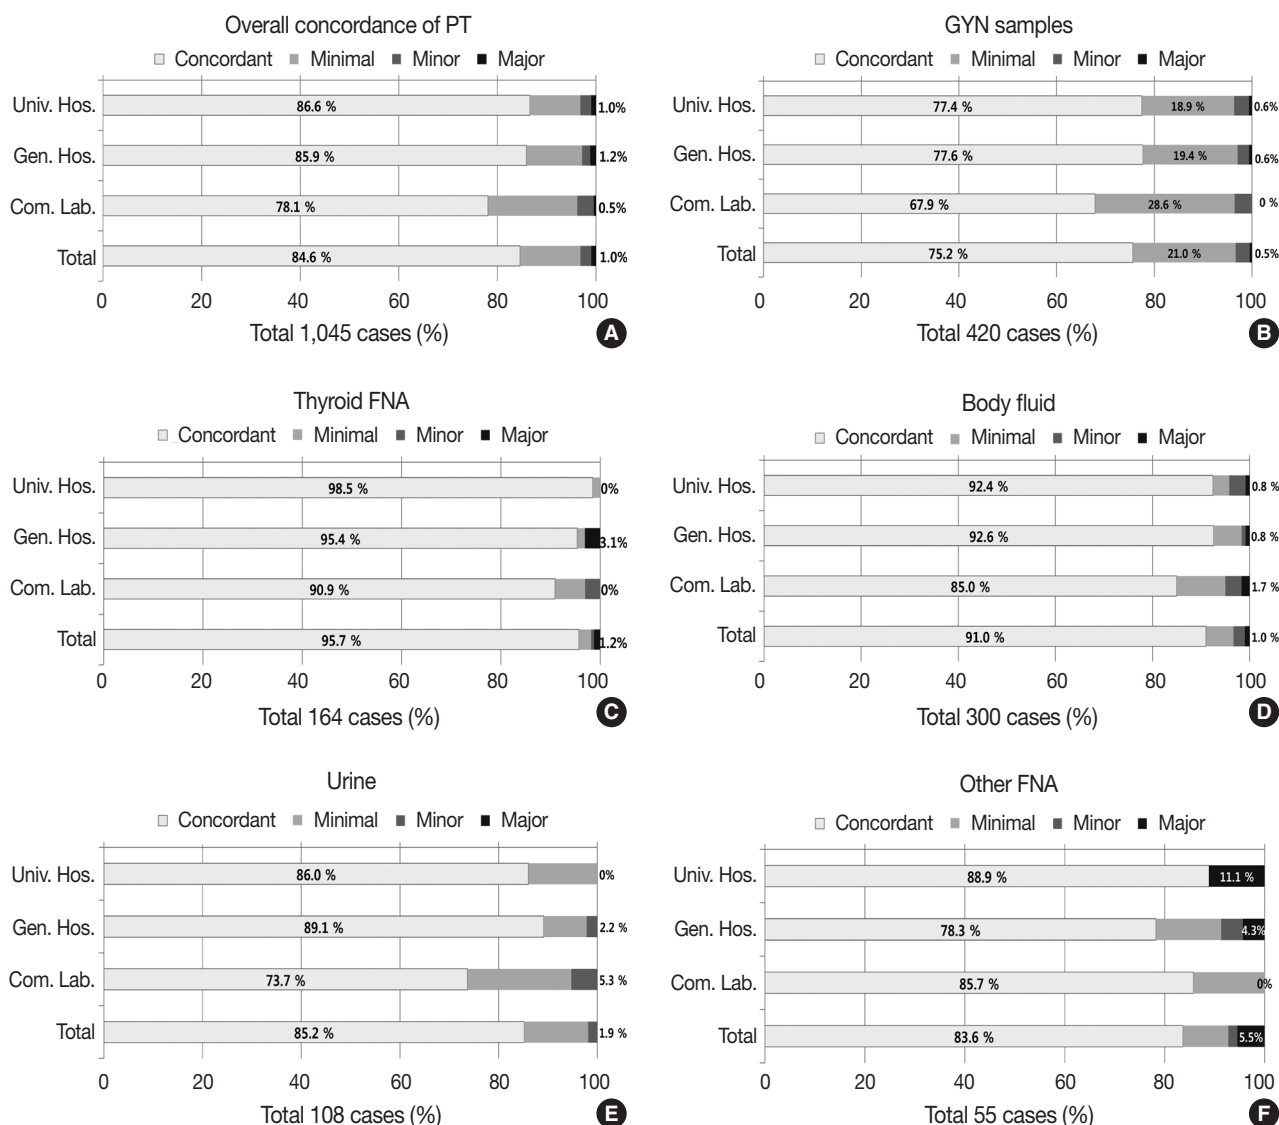 Overall concordance of PT
Concordant Minimal Minor Major
Univ. Hos. 86.6 % 1.0%
Gen. Hos. 85.9 % 1.2%
Com. Lab. 78.1 % 0.5%
Total 84.6 % 1.0%
0 20 40 60 80 100
Total 1,045 cases (%)
A
GYN samples
Concordant Minimal Minor Major
Univ. Hos. 77.4 % 18.9 % 0.6%
Gen. Hos. 77.6 % 19.4 % 0.6%
Com. Lab. 67.9 % 28.6 % 0 %
Total 75.2 % 21.0 % 0.5%
0 20 40 60 80 100
Total 420 cases (%)
B
Thyroid FNA
Concordant Minimal Minor Major
Univ. Hos. 98.5 % 0%
Gen. Hos. 95.4 % 3.1%
Com. Lab. 90.9 % 0%
Total 95.7 % 1.2%
0 20 40 60 80 100
Total 164 cases (%)
C
Body fluid
Concordant Minimal Minor Major
Univ. Hos. 92.4 % 0.8 %
Gen. Hos. 92.6 % 0.8 %
Com. Lab. 85.0 % 1.7 %
Total 91.0 % 1.0 %
0 20 40 60 80 100
Total 300 cases (%)
D
Urine
Concordant Minimal Minor Major
Univ. Hos. 86.0 % 0%
Gen. Hos. 89.1 % 2.2 %
Com. Lab. 73.7 % 5.3 %
Total 85.2 % 1.9 %
0 20 40 60 80 100
Total 108 cases (%)
E
Other FNA
Concordant Minimal Minor Major
Univ. Hos. 88.9 % 11.1 %
Gen. Hos. 78.3 % 4.3%
Com. Lab. 85.7 % 0%
Total 83.6 % 5.5%
0 20 40 60 80 100
Total 55 cases (%)
F